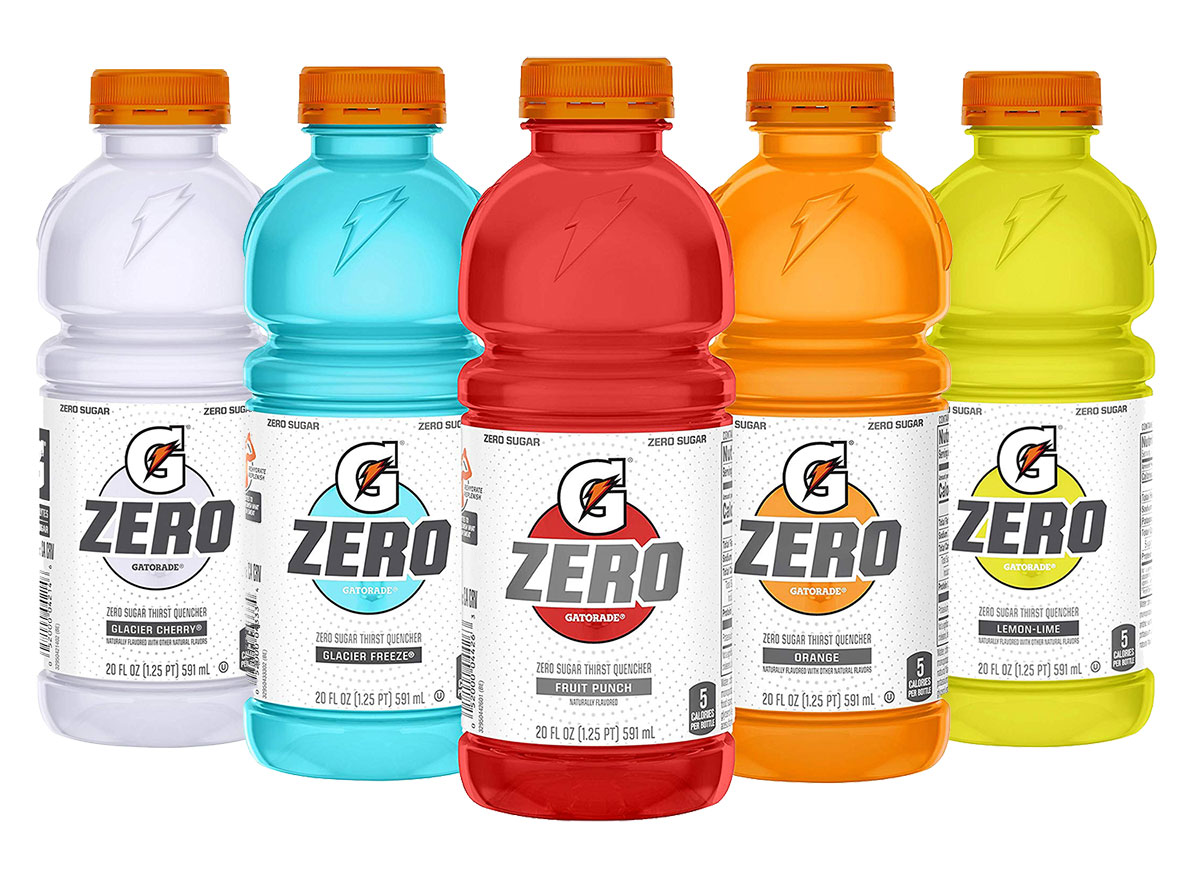 ZERO SUGAR
G
ZERO
GATORADE®
ZERO SUGAR THIRST QUENCHER
GLACIER CHERRY®
NATURALLY FLAVORED WITH OTHER NATURAL FLAVORS
20 FL OZ (1.25 PT) 591 mL
ZERO SUGAR
G
ZERO
GATORADE®
ZERO SUGAR THIRST QUENCHER
GLACIER FREEZE®
20 FL OZ (1.25 PT) 591 mL
ZERO SUGAR ZERO SUGAR
G
ZERO
GATORADE®
ZERO SUGAR THIRST QUENCHER
FRUIT PUNCH
NATURALLY FLAVORED
20 FL OZ (1.25 PT) 591 mL
5
CALORIES
PER BOTTLE
ZERO SUGAR
G
ZERO
GATORADE®
ZERO SUGAR THIRST QUENCHER
ORANGE
NATURALLY FLAVORED WITH OTHER NATURAL FLAVORS
20 FL OZ (1.25 PT) 591 mL
5
CALORIES
PER BOTTLE
SUGAR ZERO SUGAR
G
ZERO
GATORADE®
ZERO SUGAR THIRST QUENCHER
LEMON-LIME
NATURALLY FLAVORED WITH OTHER NATURAL FLAVORS
20 FL OZ (1.25 PT) 591 mL
5
CALORIES
PER BOTTLE